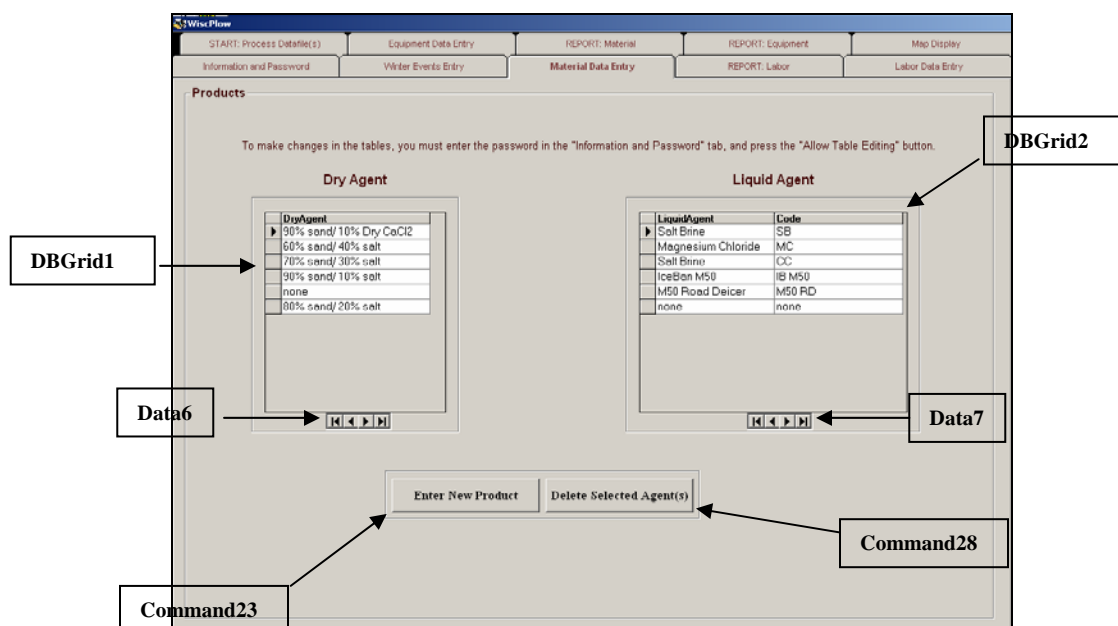 WiscPlow
START: Process Datafile(s) Equipment Data Entry REPORT: Material REPORT: Equipment Map Display
Information and Password Winter Events Entry Material Data Entry REPORT: Labor Labor Data Entry
Products
To make changes in the tables, you must enter the password in the "Information and Password" tab, and press the "Allow Table Editing" button.
DBGrid2
Dry Agent Liquid Agent
DryAgent
90% sand/ 10% Dry CaCl2
60% sand/ 40% salt
70% sand/ 30% salt
90% sand/ 10% salt
none
80% sand/ 20% salt
LiquidAgent Code
Salt Brine SB
Magnesium Chloride MC
Salt Brine CC
IceBan M50 IB M50
M50 Road Deicer M50 RD
none none
DBGrid1
Data6
Data7
Enter New Product Delete Selected Agent(s)
Command28
Command23